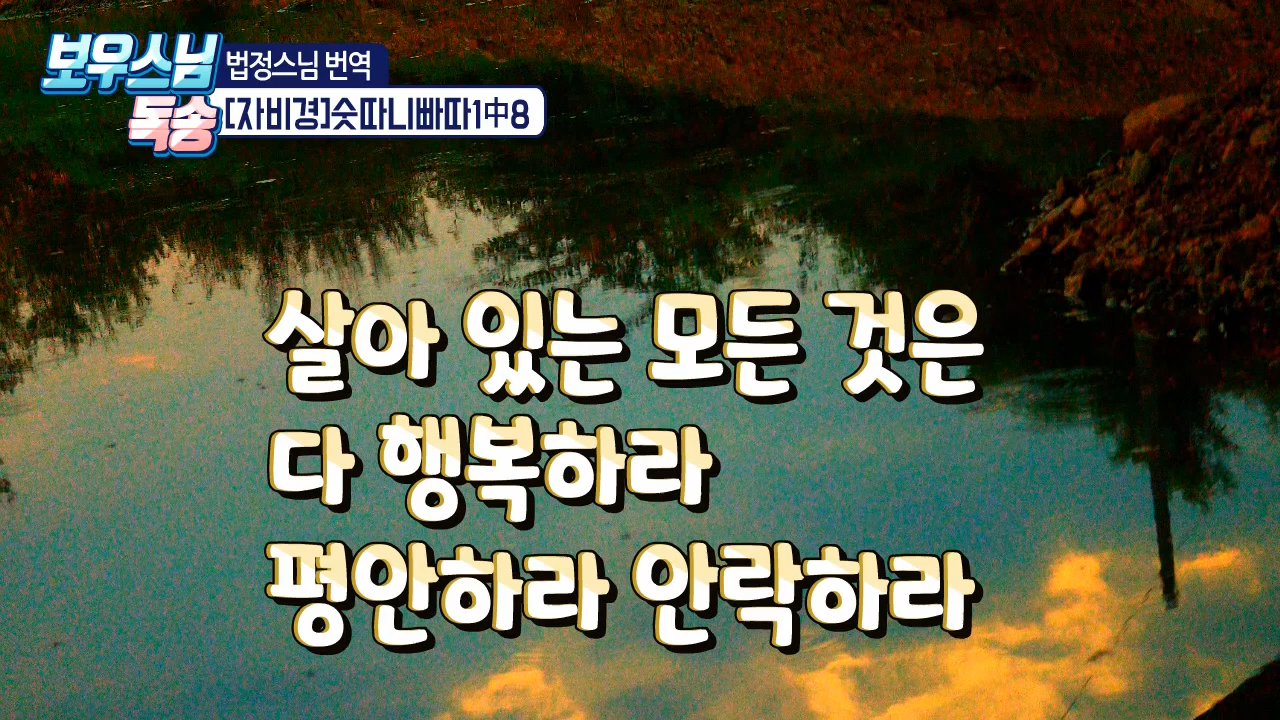 보우스님
독송
법정스님 번역
[자비경]숫따니빠따1中8
살아 있는 모든 것은
다 행복하라
평안하라 안락하라